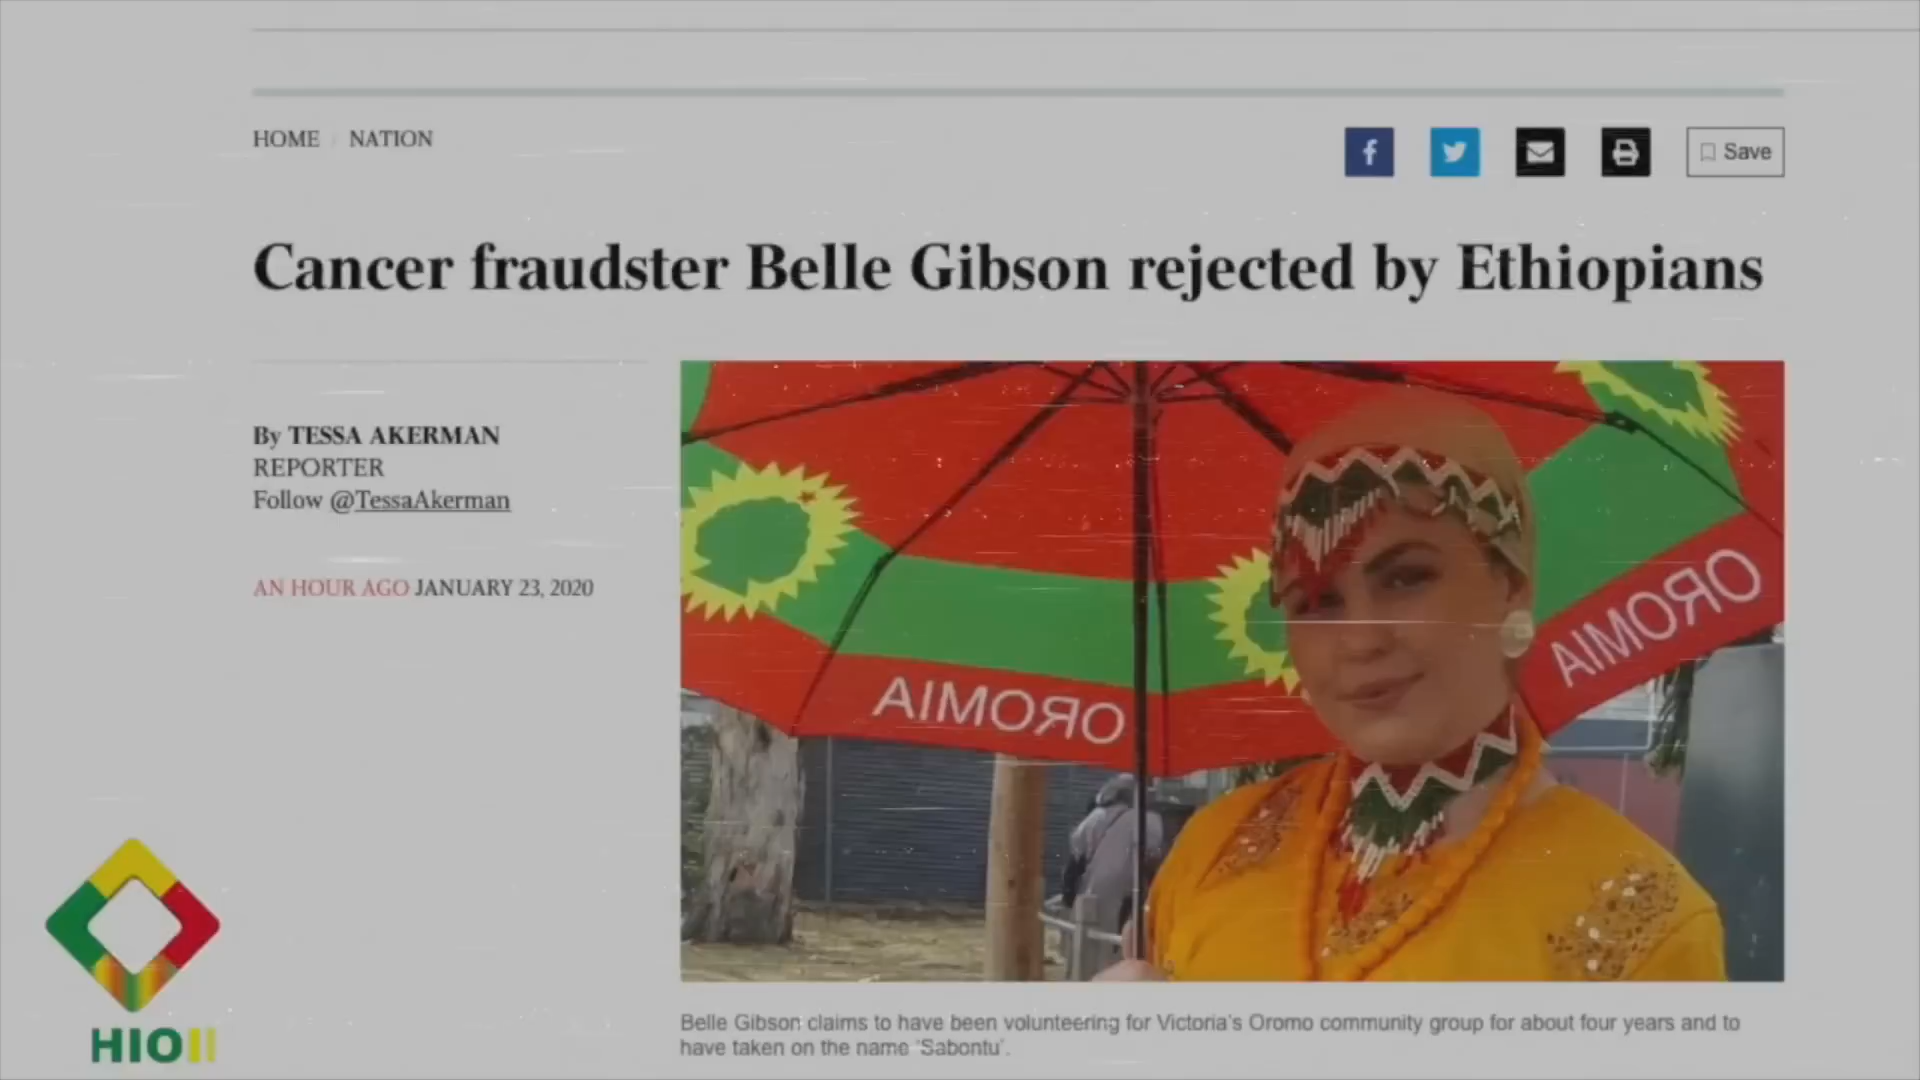 HOME / NATION
Save
Cancer fraudster Belle Gibson rejected by Ethiopians
By TESSA AKERMAN
REPORTER
Follow @TessaAkerman
AN HOUR AGO JANUARY 23, 2020
OROMIA
OROMIA
HIO
Belle Gibson claims to have been volunteering for Victoria's Oromo community group for about four years and to
have taken on the name 'Sabontu'.